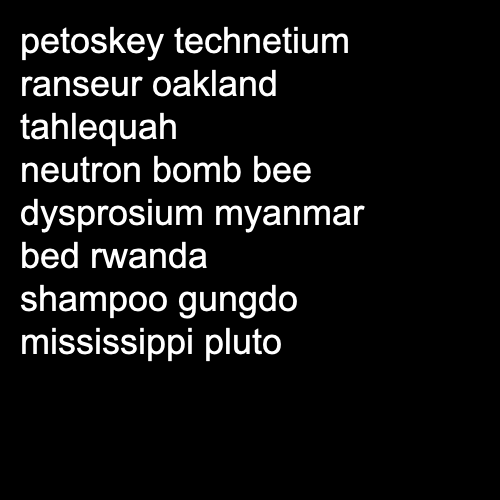 petoskey technetium
ranseur oakland
tahlequah
neutron bomb bee
dysprosium myanmar
bed rwanda
shampoo gungdo
mississippi pluto